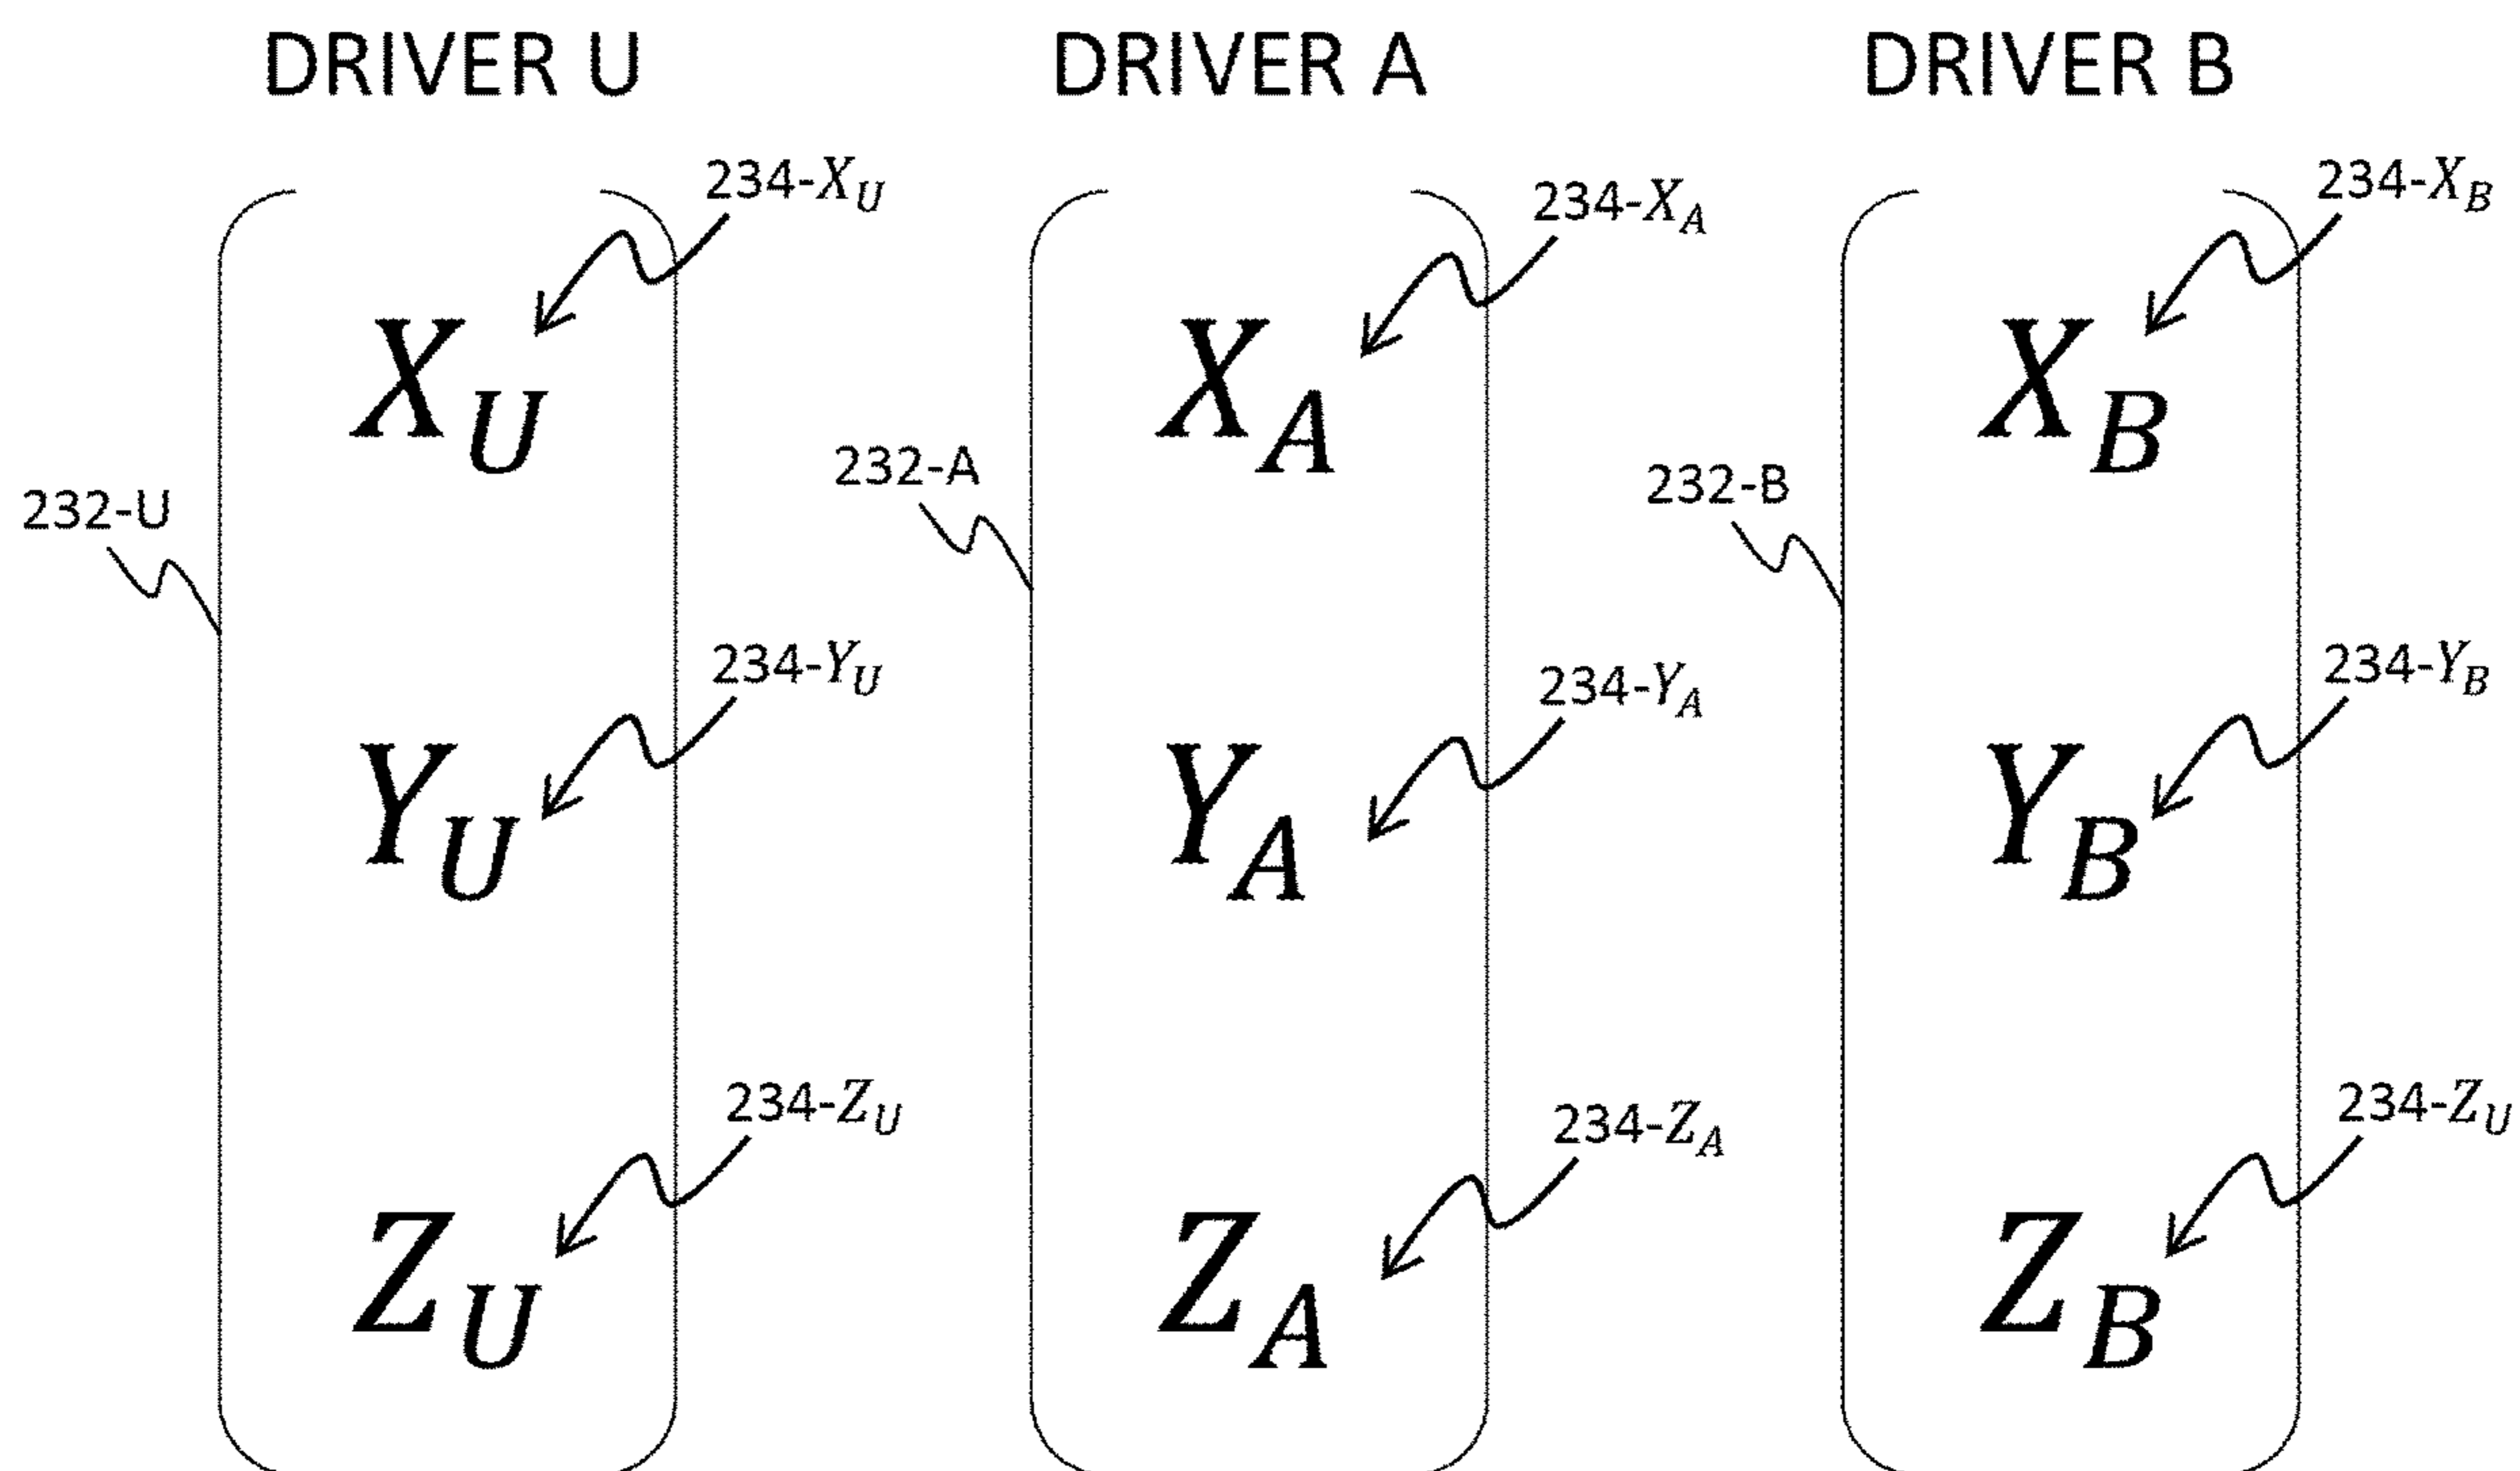 DRIVER U DRIVER A DRIVER B
234-X_U 234-X_A 234-X_B
X_U X_A X_B
232-U 232-A 232-B
234-Y_U 234-Y_A 234-Y_B
Y_U Y_A Y_B
234-Z_U 234-Z_A 234-Z_U
Z_U Z_A Z_B